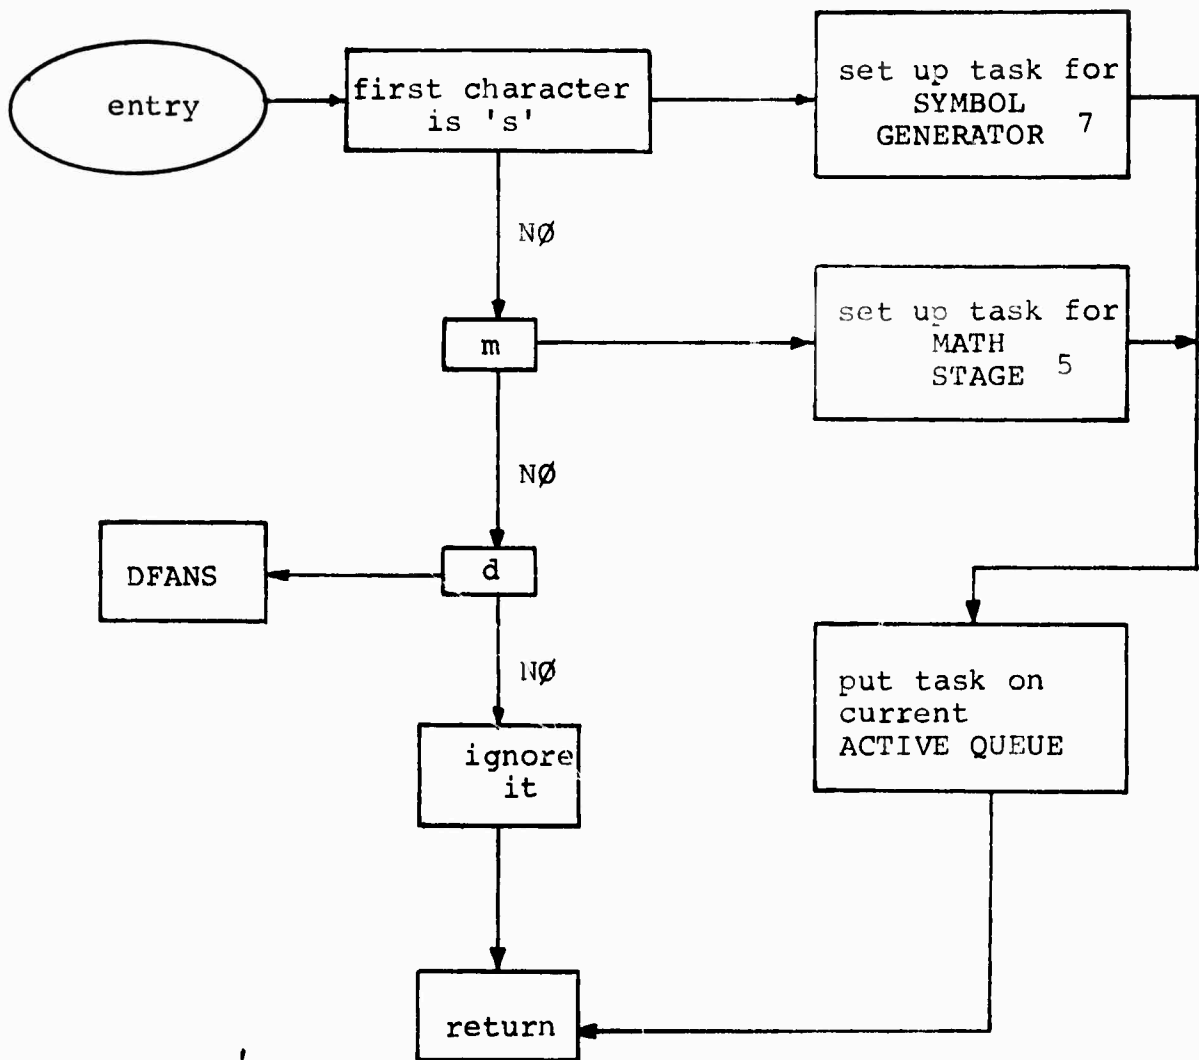 entry
first character
is 's'
set up task for
SYMBOL
GENERATOR 7
NØ
m
set up task for
MATH
STAGE 5
NØ
DFANS
d
NØ
put task on
current
ACTIVE QUEUE
ignore
it
return